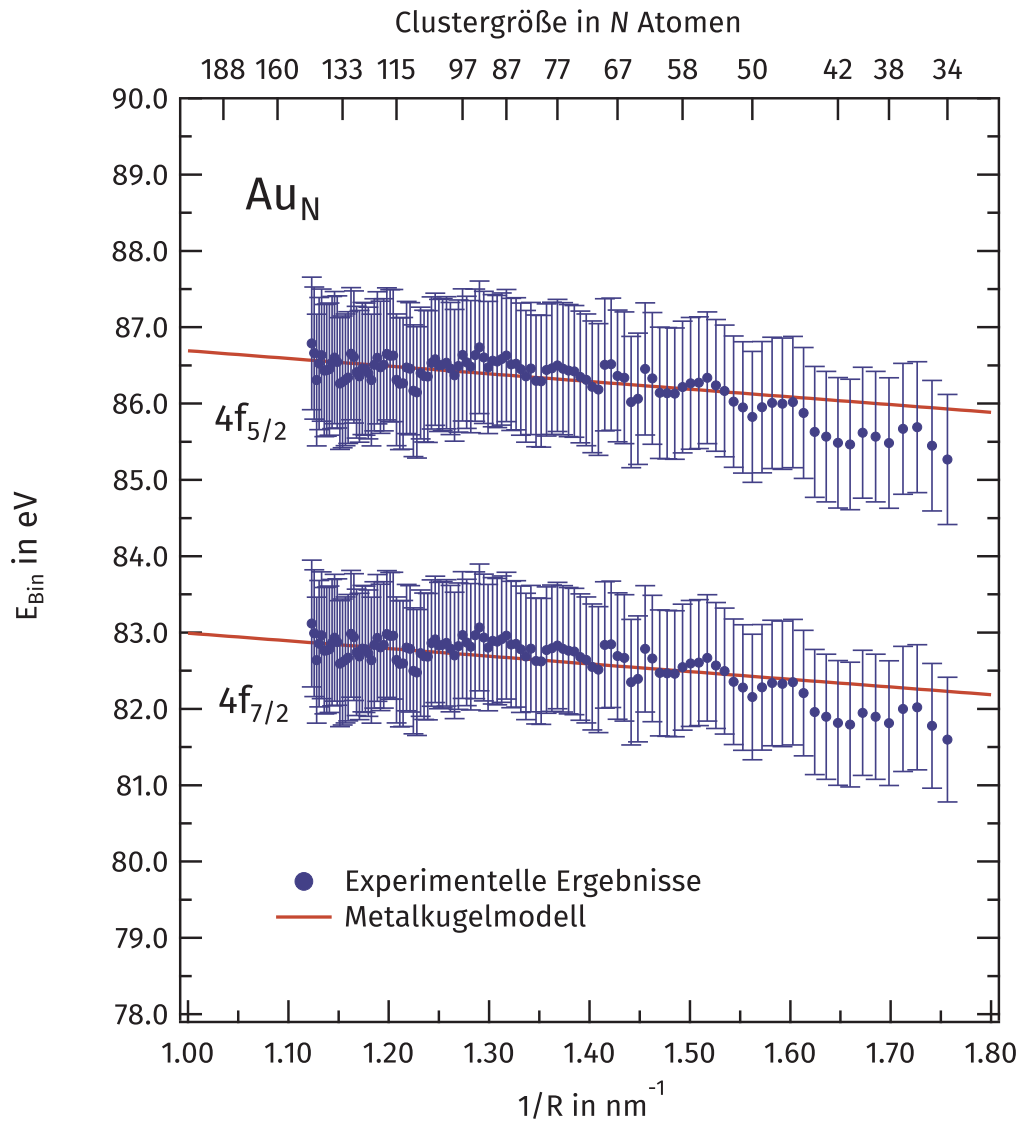 Clustergröße in N Atomen
188 160 133 115 97 87 77 67 58 50 42 38 34
90.0
89.0
Au_N
88.0
87.0
86.0
4f_5/2
85.0
E_Bin in eV
84.0
83.0
4f_7/2
82.0
81.0
80.0
Experimentelle Ergebnisse
Metalkugelmodell
79.0
78.0
1.00 1.10 1.20 1.30 1.40 1.50 1.60 1.70 1.80
1/R in nm^-1